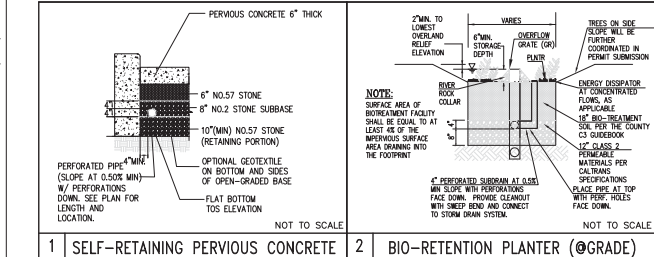 PERVIOUS CONCRETE 6" THICK
6" NO.57 STONE
8" NO.2 STONE SUBBASE
10"(MIN) NO.57 STONE
(RETAINING PORTION)
4"MIN.
PERFORATED PIPE
(SLOPE AT 0.50% MIN)
W/ PERFORATIONS
DOWN. SEE PLAN FOR
LENGTH AND
LOCATION.
OPTIONAL GEOTEXTILE
ON BOTTOM AND SIDES
OF OPEN-GRADED BASE
FLAT BOTTOM
TOS ELEVATION
NOT TO SCALE
1 SELF-RETAINING PERVIOUS CONCRETE
2"MIN. TO
LOWEST
OVERLAND
RELIEF
ELEVATION
VARIES
6"MIN.
STORAGE
DEPTH
OVERFLOW
GRATE (GR)
PLNTR
TREES ON SIDE
SLOPE WILL BE
FURTHER
COORDINATED IN
PERMIT SUBMISSION
RIVER
ROCK
COLLAR
NOTE:
SURFACE AREA OF
BIOTREATMENT FACILITY
SHALL BE EQUAL TO AT
LEAST 4% OF THE
IMPERVIOUS SURFACE
AREA DRAINING INTO
THE FOOTPRINT
4"
8"
ENERGY DISSIPATOR
AT CONCENTRATED
FLOWS, AS
APPLICABLE
18" BIO-TREATMENT
SOIL PER THE COUNTY
C3 GUIDEBOOK
12" CLASS 2
PERMEABLE
MATERIALS PER
CALTRANS
SPECIFICATIONS
PLACE PIPE AT TOP
WITH PERF. HOLES
FACE DOWN.
4" PERFORATED SUBDRAIN AT 0.5%
MIN SLOPE WITH PERFORATIONS
FACE DOWN. PROVIDE CLEANOUT
WITH SWEEP BEND AND CONNECT
TO STORM DRAIN SYSTEM.
NOT TO SCALE
2 BIO-RETENTION PLANTER (@GRADE)